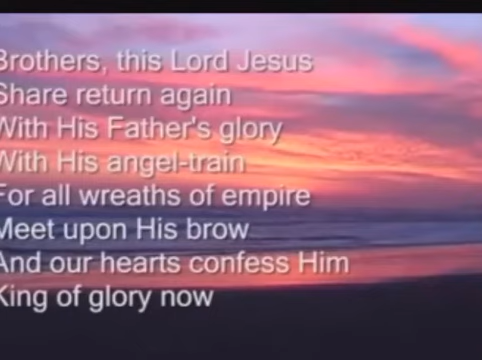 Brothers, this Lord Jesus
Share return again
With His Father's glory
With His angel-train
For all wreaths of empire
Meet upon His brow
And our hearts confess Him
King of glory now